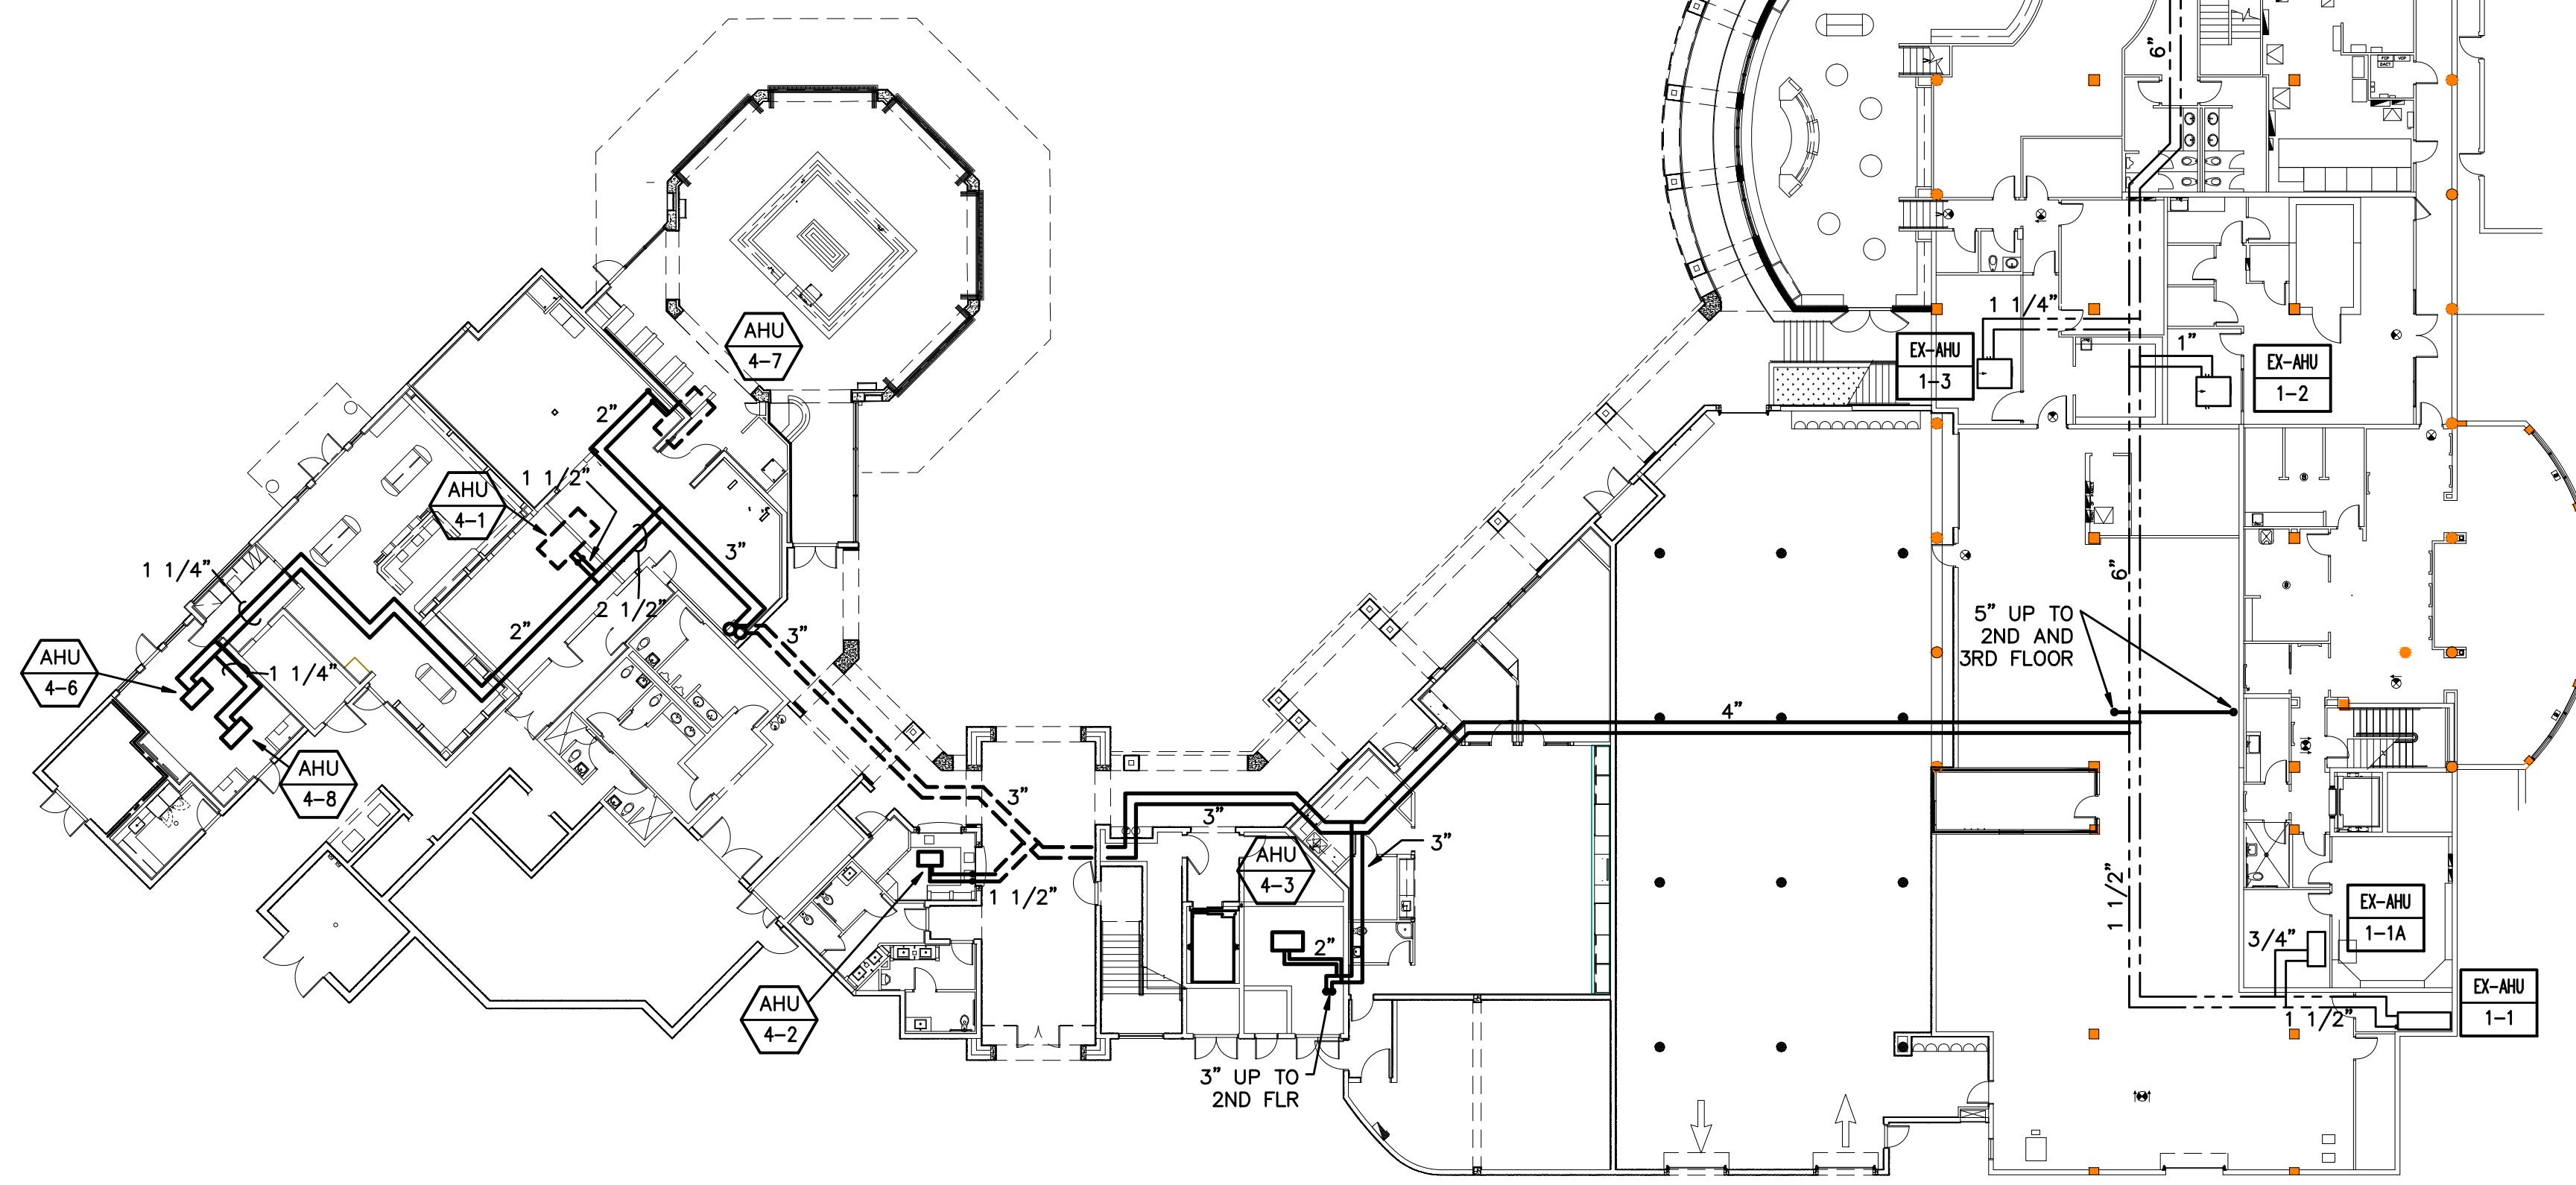 6”
FCP VCP
DACT
AHU
4-7
1 1/4”
EX-AHU
1-3
1”
EX-AHU
1-2
2”
AHU
4-1
1 1/2”
3”
1 1/4”
2 1/2”
2”
6”
5” UP TO
2ND AND
3RD FLOOR
AHU
4-6
1 1/4”
3”
4”
AHU
4-8
3”
3”
AHU
4-3
3”
1 1/2”
1 1/2”
EX-AHU
1-1A
3/4”
2”
AHU
4-2
EX-AHU
1-1
1 1/2”
3” UP TO
2ND FLR